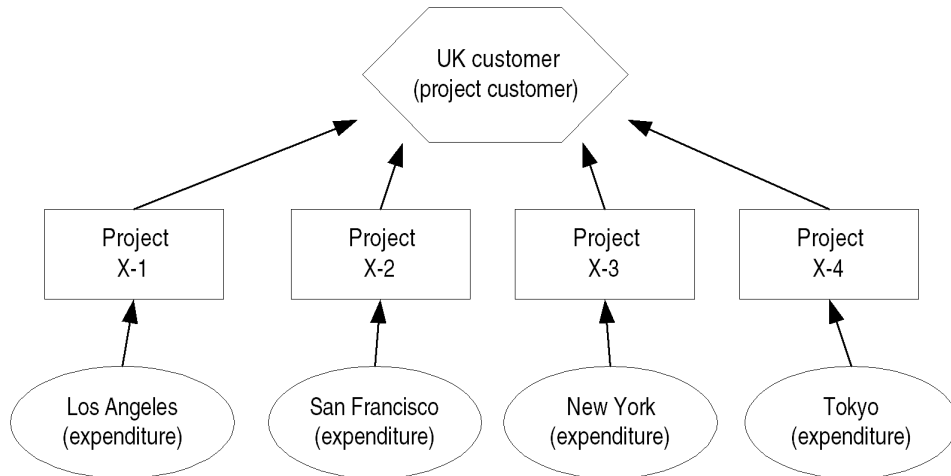 UK customer
(project customer)
Project
X-1
Project
X-2
Project
X-3
Project
X-4
Los Angeles
(expenditure)
San Francisco
(expenditure)
New York
(expenditure)
Tokyo
(expenditure)